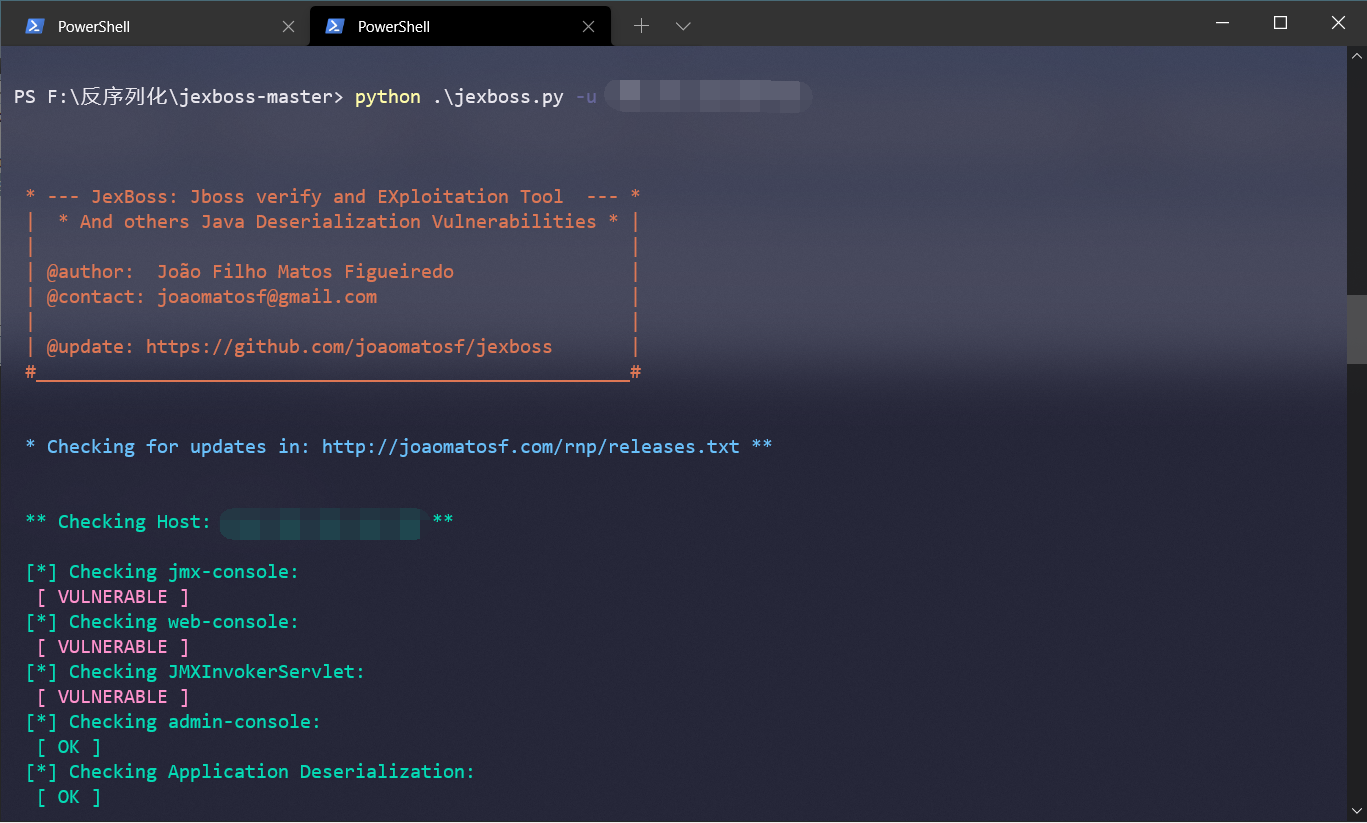 PowerShell
PowerShell
PS F:\反序列化\jexboss-master> python .\jexboss.py -u
* --- JexBoss: Jboss verify and EXploitation Tool  --- *
|  * And others Java Deserialization Vulnerabilities * |
|                                                      |
| @author:  João Filho Matos Figueiredo                |
| @contact: joaomatosf@gmail.com                       |
|                                                      |
| @update: https://github.com/joaomatosf/jexboss       |
#______________________________________________________#
* Checking for updates in: http://joaomatosf.com/rnp/releases.txt **
** Checking Host: **
[*] Checking jmx-console:
[ VULNERABLE ]
[*] Checking web-console:
[ VULNERABLE ]
[*] Checking JMXInvokerServlet:
[ VULNERABLE ]
[*] Checking admin-console:
[ OK ]
[*] Checking Application Deserialization:
[ OK ]